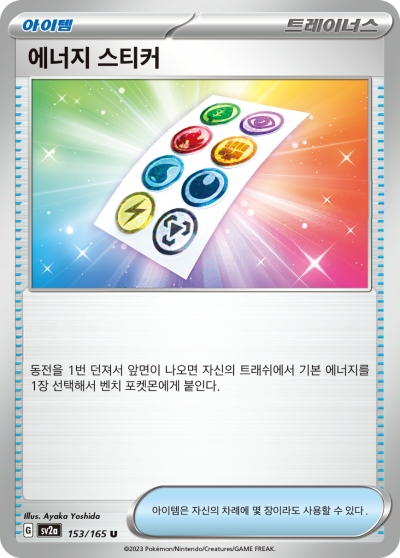 아이템 트레이너스
에너지 스티커
동전을 1번 던져서 앞면이 나오면 자신의 트래쉬에서 기본 에너지를
1장 선택해서 벤치 포켓몬에게 붙인다.
Illus. Ayaka Yoshida
G sv2a 153/165 U
아이템은 자신의 차례에 몇 장이라도 사용할 수 있다.
©2023 Pokémon/Nintendo/Creatures/GAME FREAK.